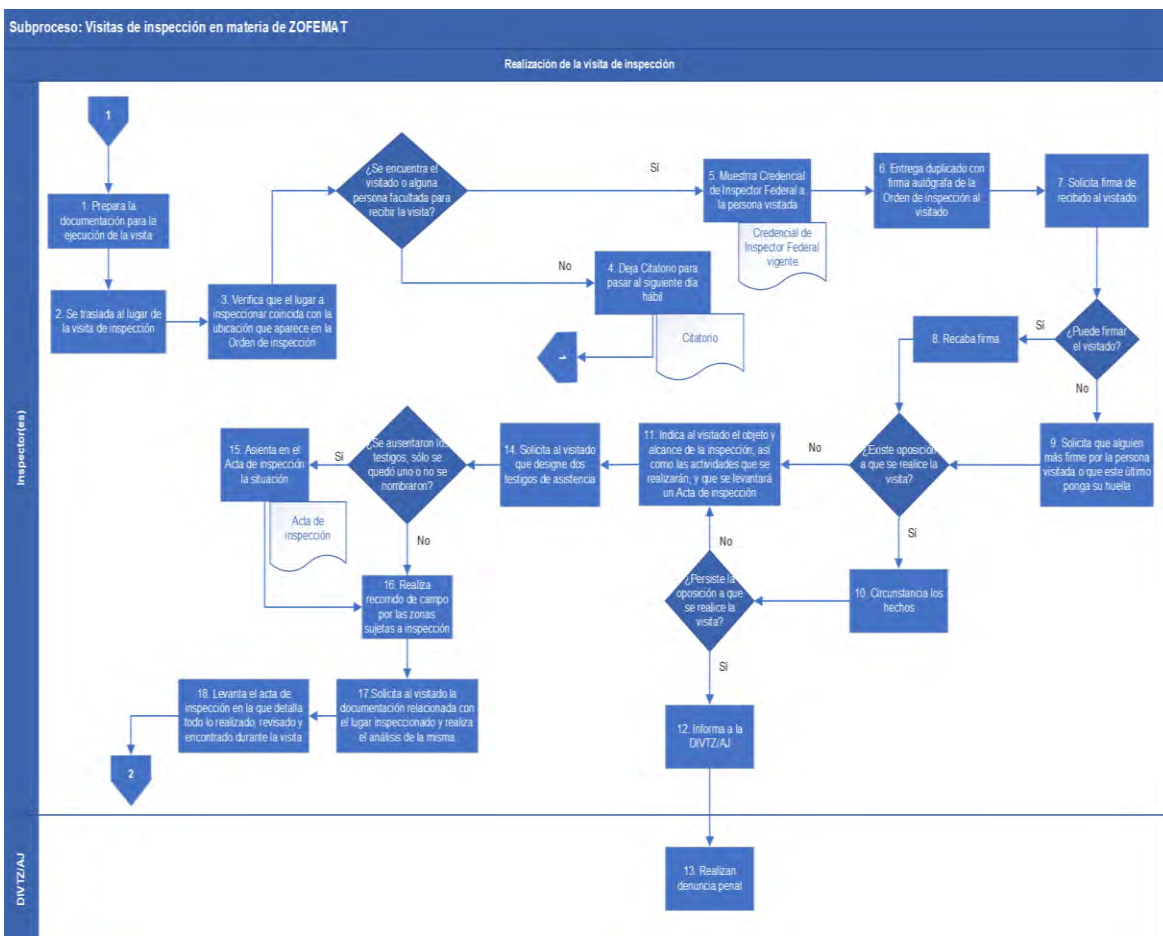 Subproceso: Visitas de inspección en materia de ZOFEMAT
Realización de la visita de inspección
Inspector(es)
1
1. Prepara la
documentación para la
ejecución de la visita
2. Se traslada al lugar de
la visita de inspección
3. Verifica que el lugar a
inspeccionar coincida con la
ubicación que aparece en la
Orden de inspección
¿Se encuentra el
visitado o alguna
persona facultada para
recibir la visita?
Sí
No
4. Deja Citatorio para
pasar al siguiente día
hábil
Citatorio
1
5. Muestrra Credencial
de Inspector Federal a
la persona visitada
Credencial de
Inspector Federal
vigente
6. Entrega duplicado con
firma autógrafa de la
Orden de inspección al
visitado
7. Solicita firma de
recibido al visitado
¿Puede firmar
el visitado?
Sí
No
8. Recaba firma
9. Solicita que alguien
más firme por la persona
visitada o que este último
ponga su huella
¿Existe oposición
a que se realice la
visita?
No
Sí
10. Circunstancia los
hechos
¿Persiste la
oposición a que
se realice la
visita?
No
Sí
11. Indica al visitado el objeto y
alcance de la inspección, así
como las actividades que se
realizarán, y que se levantará
un Acta de inspección
12. Informa a la
DIVTZ/AJ
14. Solicita al visitado
que designe dos
testigos de asistencia
¿Se ausentaron los
testigos, sólo se
quedó uno o no se
nombraron?
Sí
No
15. Asienta en el
Acta de inspección
la situación
Acta de
inspección
16. Realiza
recorrido de campo
por las zonas
sujetas a inspección
17.Solicita al visitado la
documentación relacionada con
el lugar inspeccionado y realiza
el análisis de la misma.
18. Levanta el acta de
inspección en la que detalla
todo lo realizado, revisado y
encontrado durante la visita
2
DIVTZ/AJ
13. Realizan
denuncia penal